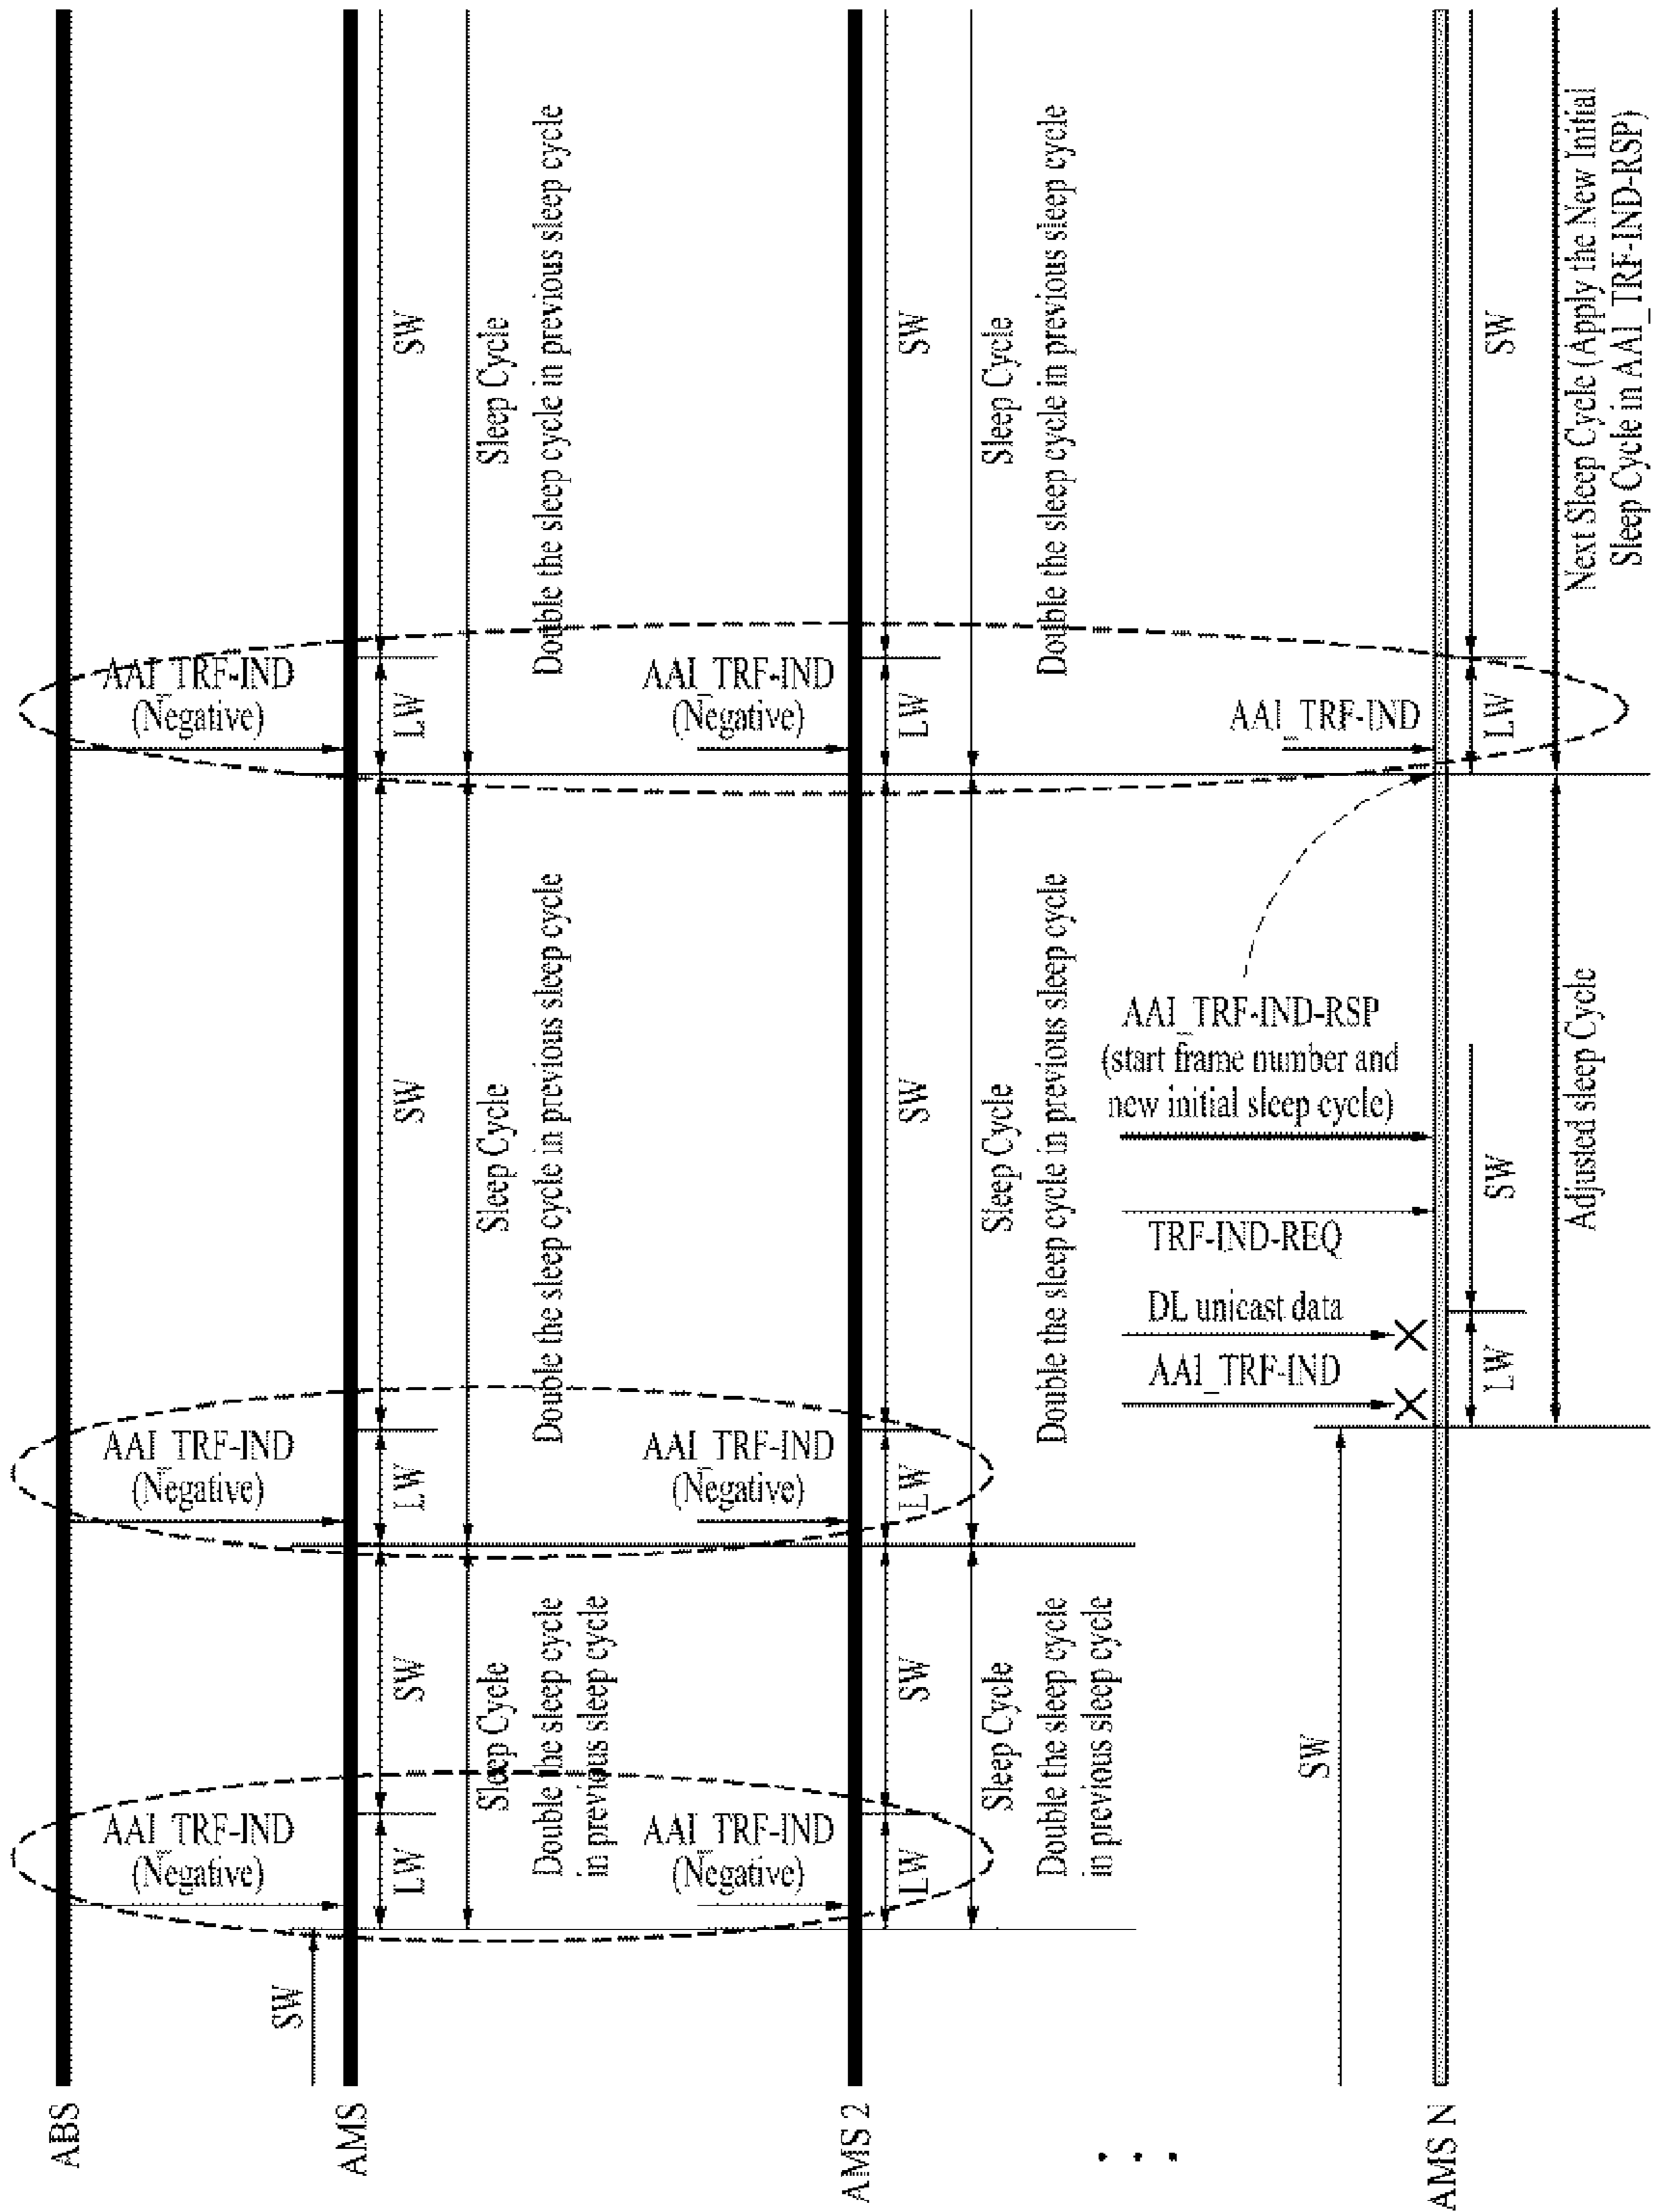 ABS
AMS
AMS 2
AMS N
SW
AAI_TRF-IND
(Negative)
LW
SW
Sleep Cycle
Double the sleep cycle
in previous sleep cycle
AAI_TRF-IND
(Negative)
LW
SW
Sleep Cycle
Double the sleep cycle in previous sleep cycle
AAI_TRF-IND
(Negative)
LW
SW
Sleep Cycle
Double the sleep cycle in previous sleep cycle
AAI_TRF-IND
(Negative)
LW
SW
Sleep Cycle
Double the sleep cycle
in previous sleep cycle
AAI_TRF-IND
(Negative)
LW
SW
Sleep Cycle
Double the sleep cycle in previous sleep cycle
AAI_TRF-IND
(Negative)
LW
SW
Sleep Cycle
Double the sleep cycle in previous sleep cycle
SW
AAI_TRF-IND
DL unicast data
TRF-IND-REQ
AAI_TRF-IND-RSP
(start frame number and
new initial sleep cycle)
LW
SW
Adjusted sleep Cycle
AAI_TRF-IND
LW
SW
Next Sleep Cycle (Apply the New Initial
Sleep Cycle in AAI_TRF-IND-RSP)